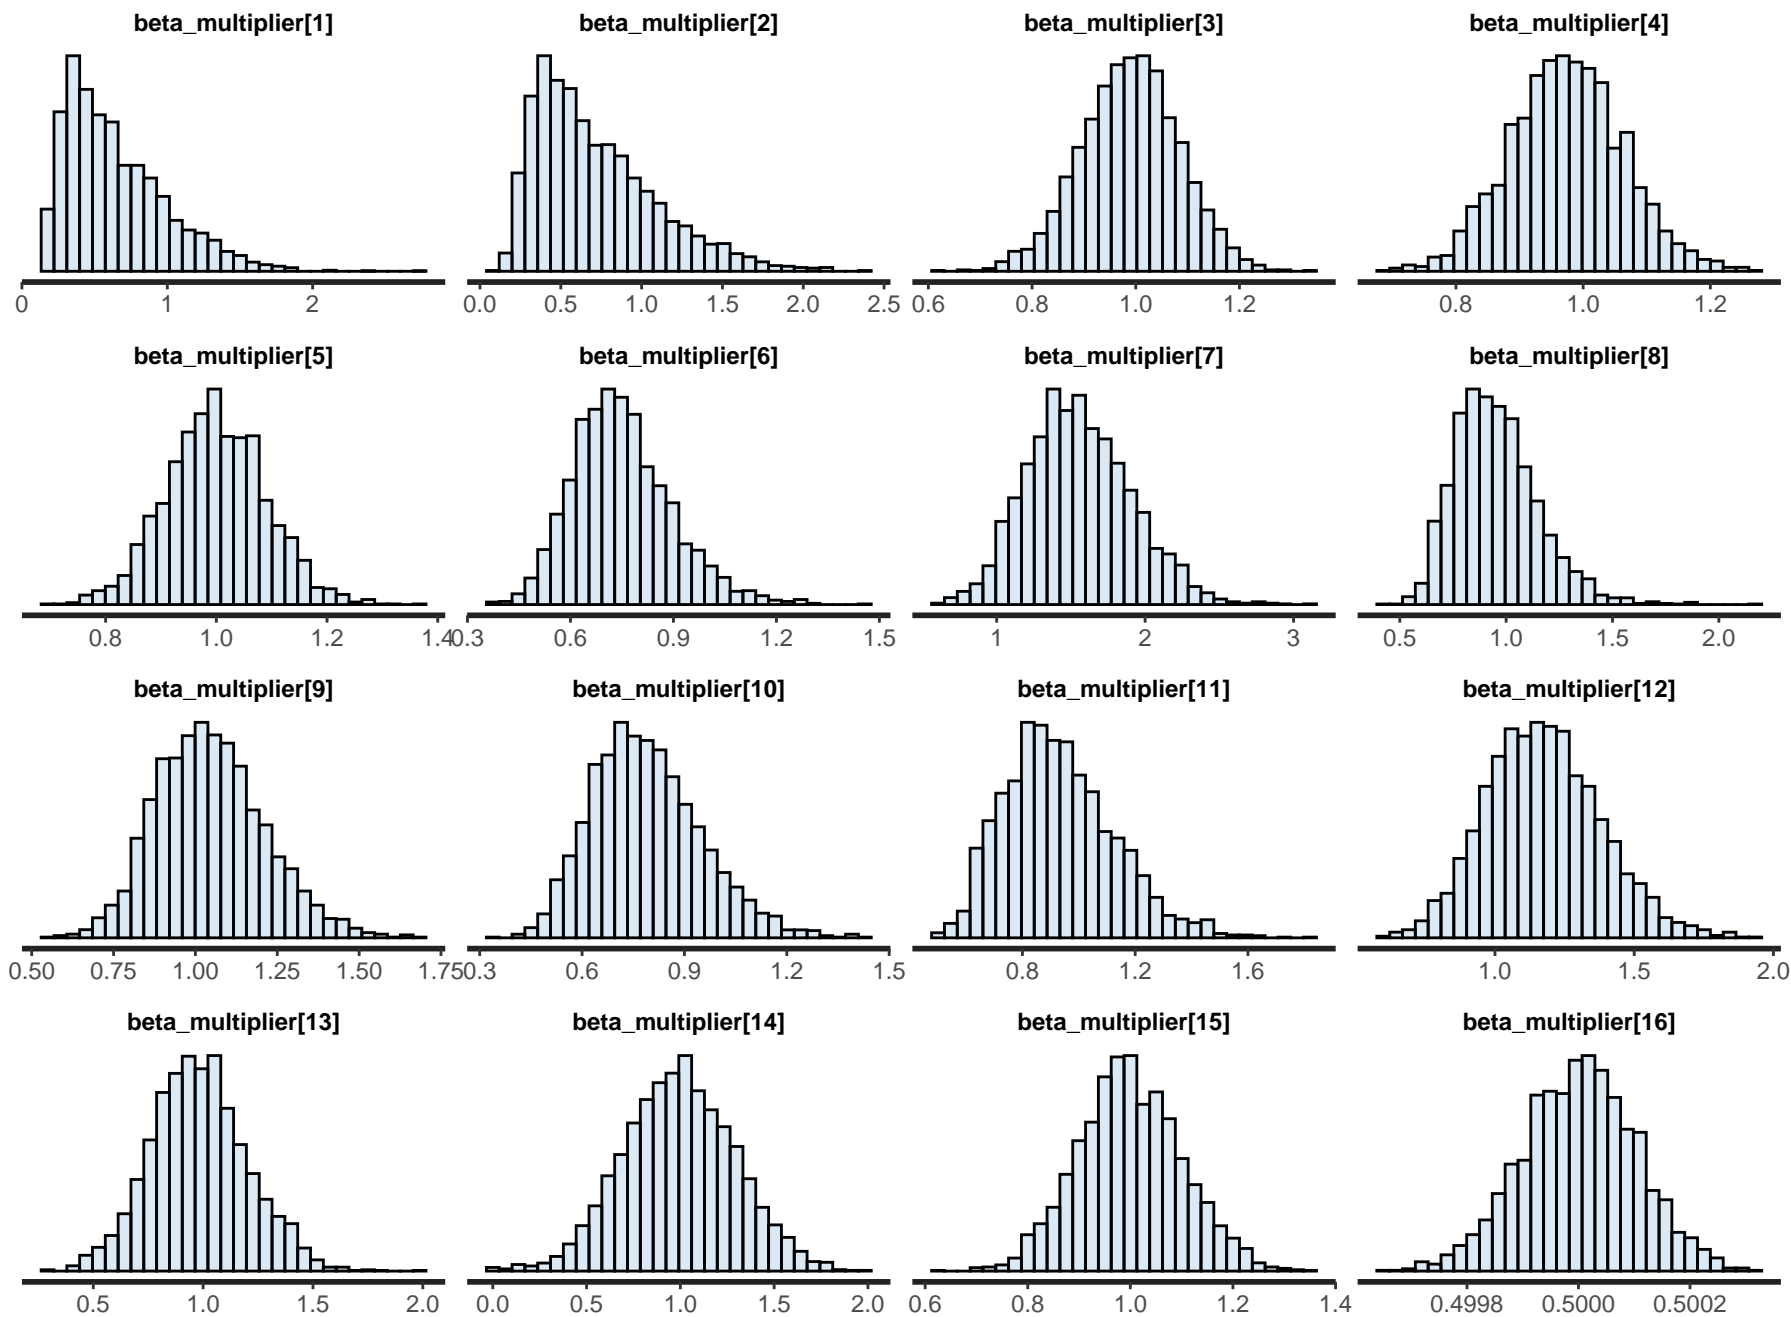 beta_multiplier[1] beta_multiplier[2] beta_multiplier[3] beta_multiplier[4]
0 1 2 0.0 0.5 1.0 1.5 2.0 2.5 0.6 0.8 1.0 1.2 0.8 1.0 1.2
beta_multiplier[5] beta_multiplier[6] beta_multiplier[7] beta_multiplier[8]
0.8 1.0 1.2 1.4 0.3 0.6 0.9 1.2 1.5 1 2 3 0.5 1.0 1.5 2.0
beta_multiplier[9] beta_multiplier[10] beta_multiplier[11] beta_multiplier[12]
0.50 0.75 1.00 1.25 1.50 1.75 0.3 0.6 0.9 1.2 1.5 0.8 1.2 1.6 1.0 1.5 2.0
beta_multiplier[13] beta_multiplier[14] beta_multiplier[15] beta_multiplier[16]
0.5 1.0 1.5 2.0 0.0 0.5 1.0 1.5 2.0 0.6 0.8 1.0 1.2 1.4 0.4998 0.5000 0.5002